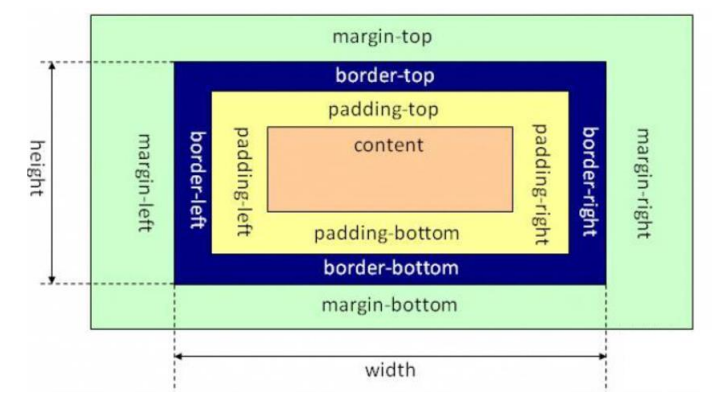 margin-top
border-top
padding-top
content
height
margin-left
border-left
padding-left
padding-right
border-right
margin-right
padding-bottom
border-bottom
margin-bottom
width